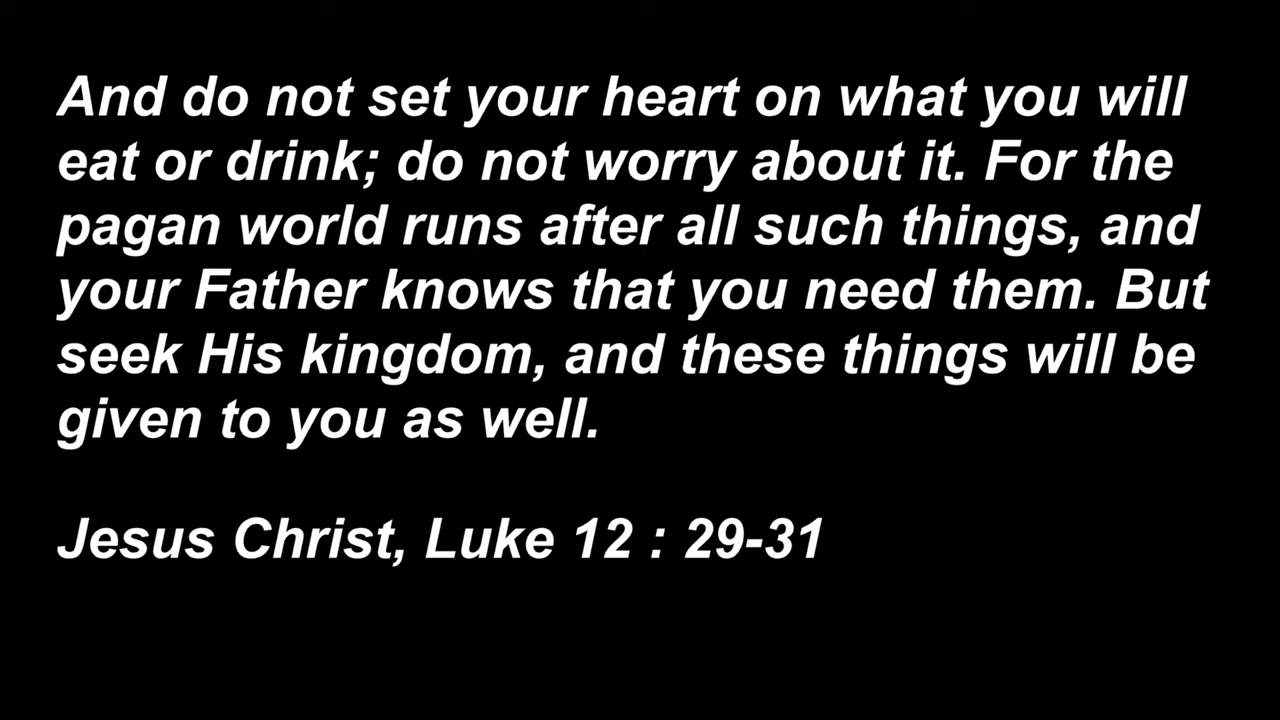 And do not set your heart on what you will
eat or drink; do not worry about it. For the
pagan world runs after all such things, and
your Father knows that you need them. But
seek His kingdom, and these things will be
given to you as well.
Jesus Christ, Luke 12 : 29-31